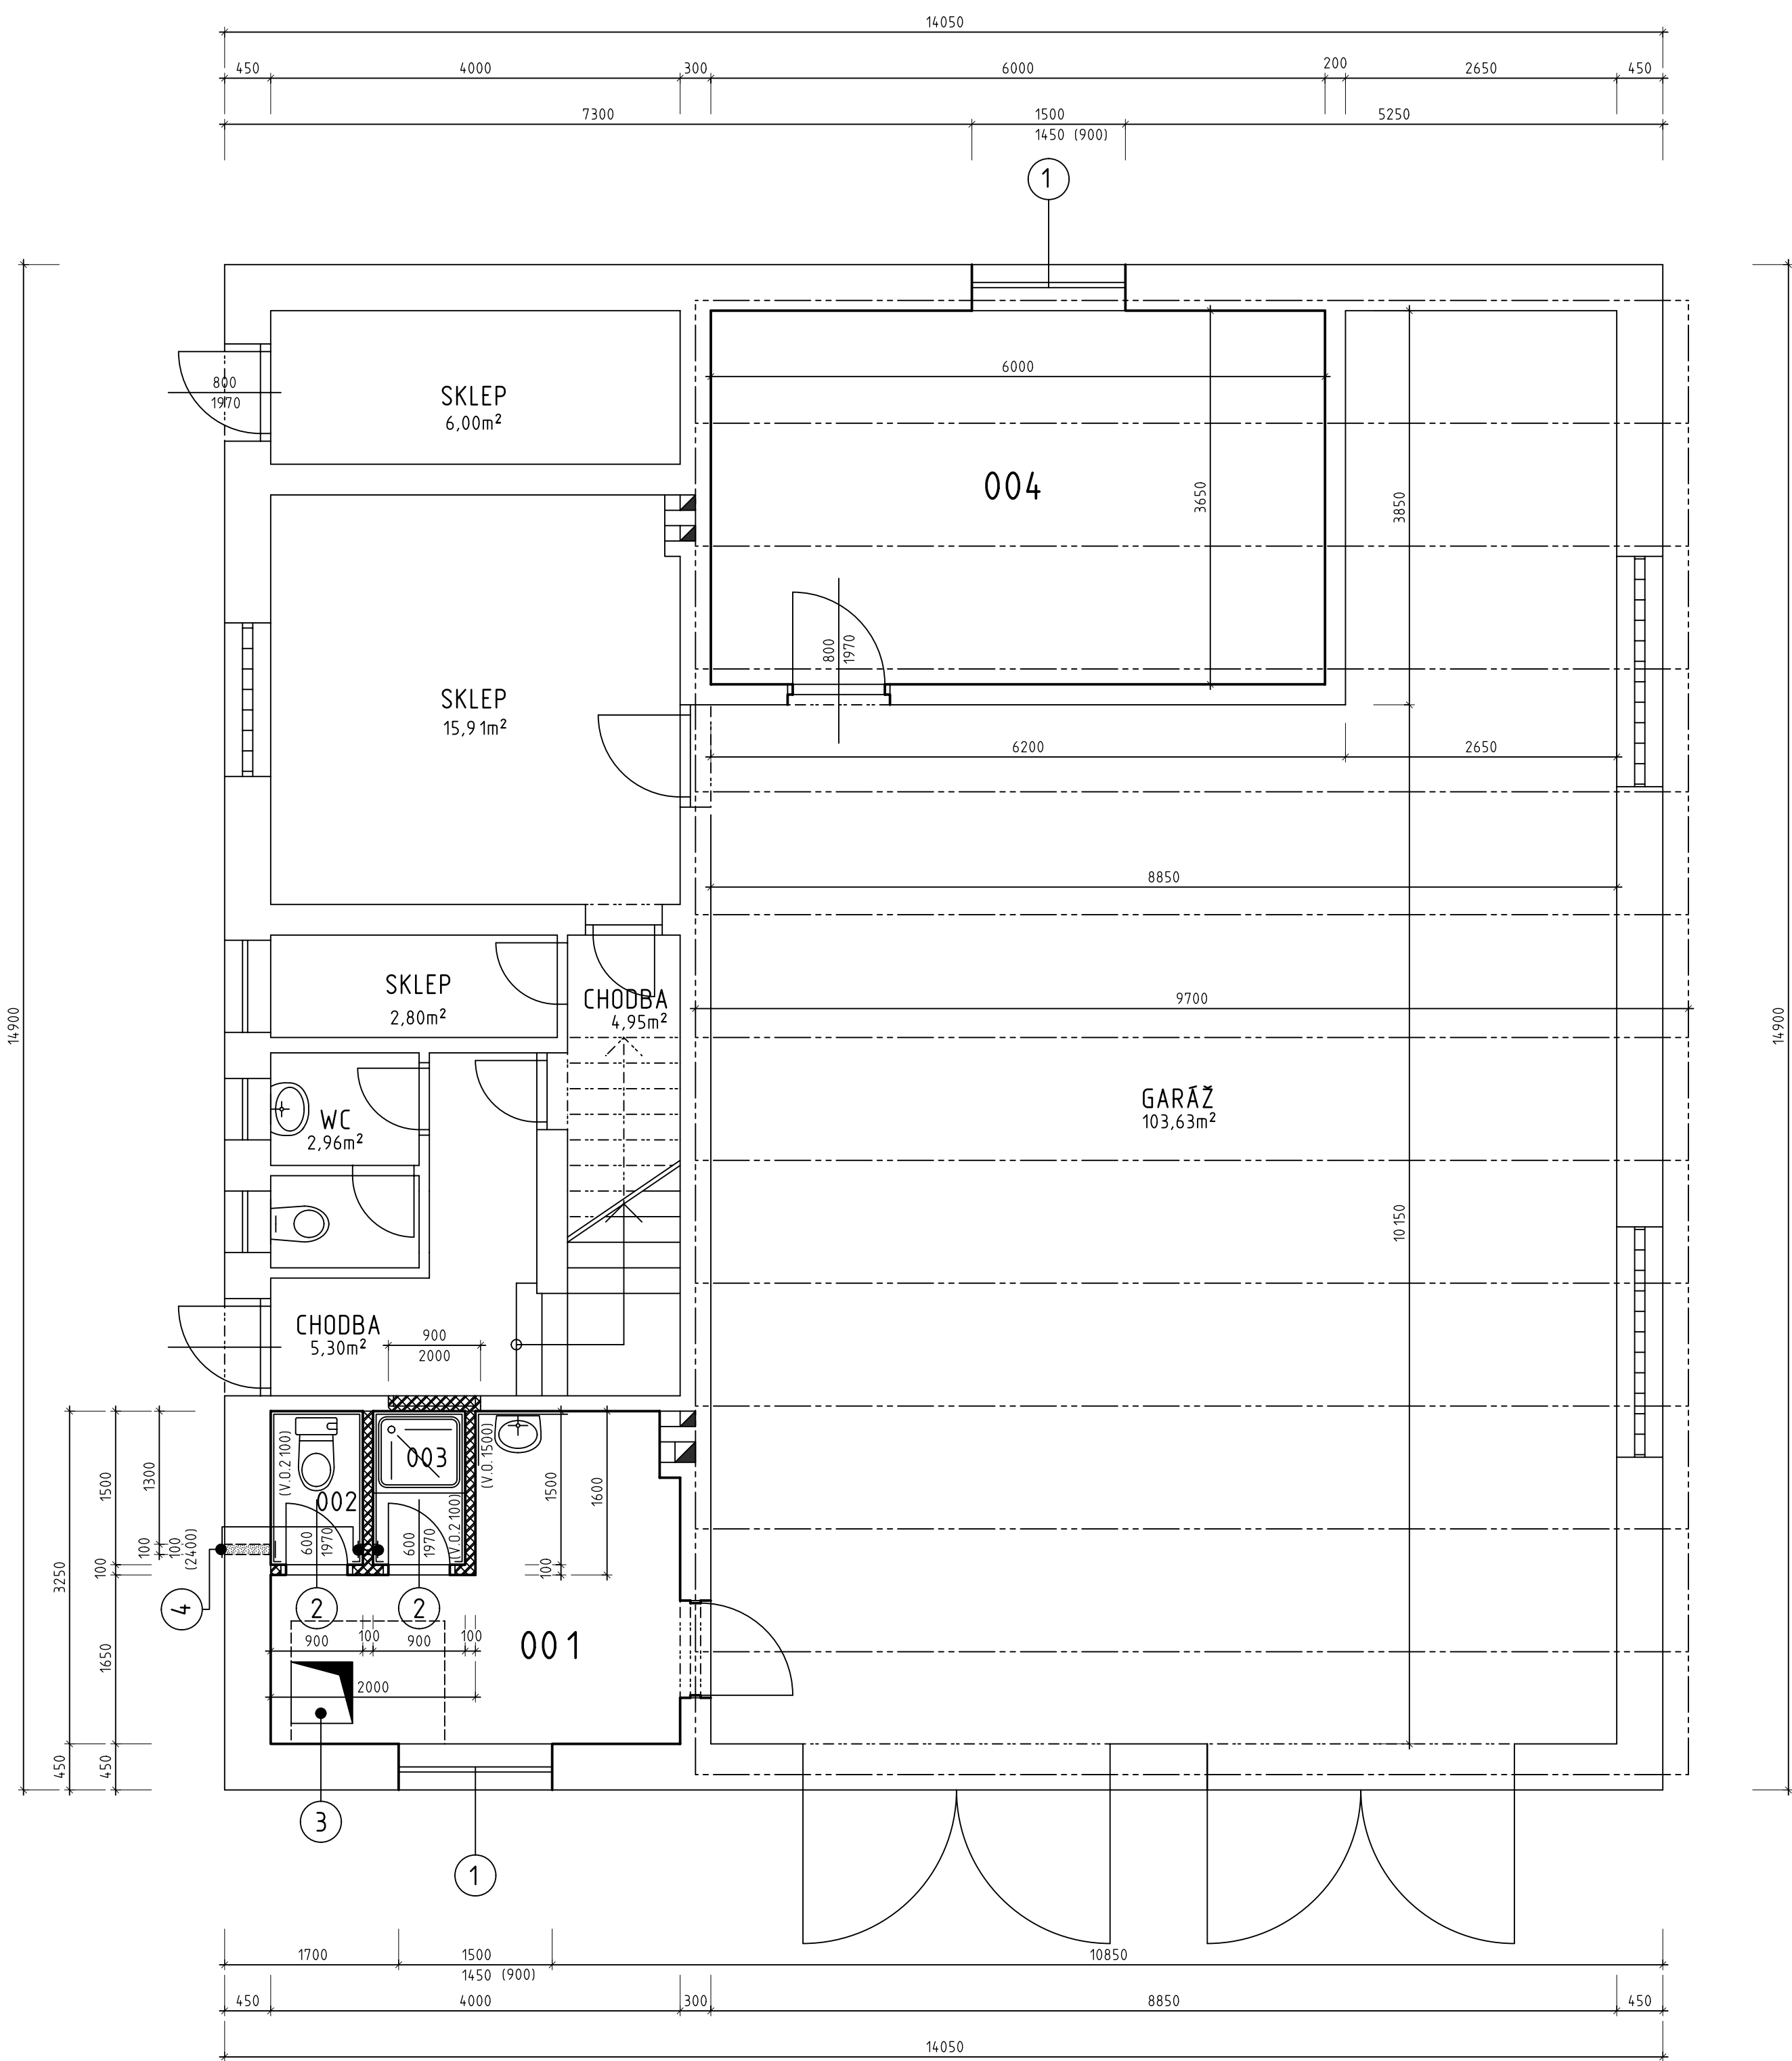 14050
450 4000 300 6000 200 2650 450
7300 1500 5250
1450 (900)
1
800
1970
SKLEP
6,00m²
6000
004
3650
3850
800
1970
SKLEP
15,91m²
6200 2650
8850
SKLEP
2,80m²
CHODBA
4,95m²
9700
14900
14900
WC
2,96m²
GARÁŽ
103,63m²
10150
CHODBA
5,30m²
900
2000
(V.O.2100)
003
(V.O.1500)
002
(V.O.2100)
600
1970
600
1970
1500
100
1600
3250
450
1500
100
1650
450
1300
100
100
(2400)
4
2
2
900 100 900 100
2000
001
3
1
1700 1500 10850
1450 (900)
450 4000 300 8850 450
14050